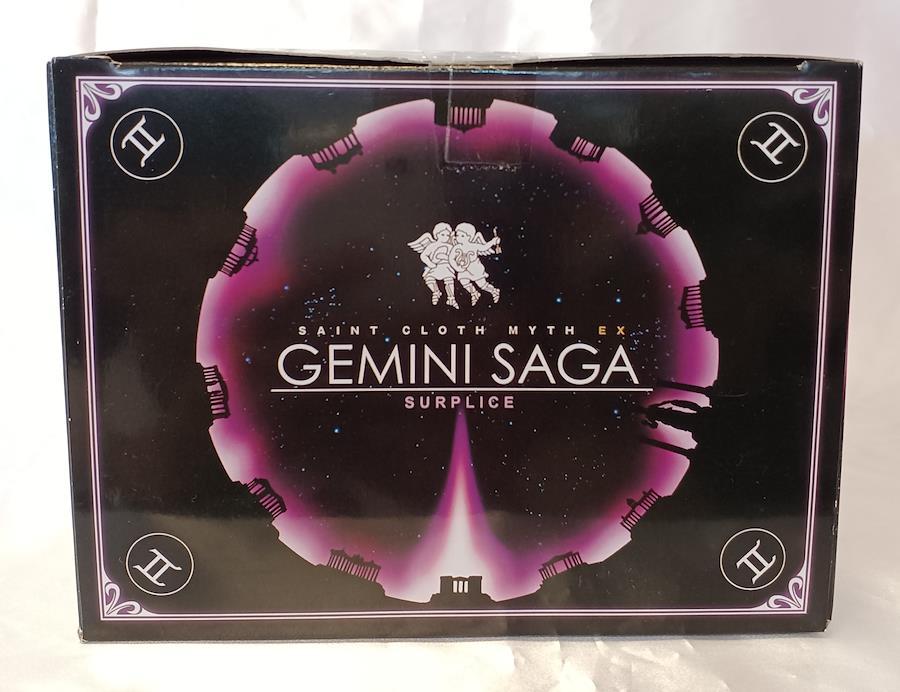 SAINT CLOTH MYTH EX
GEMINI SAGA
SURPLICE